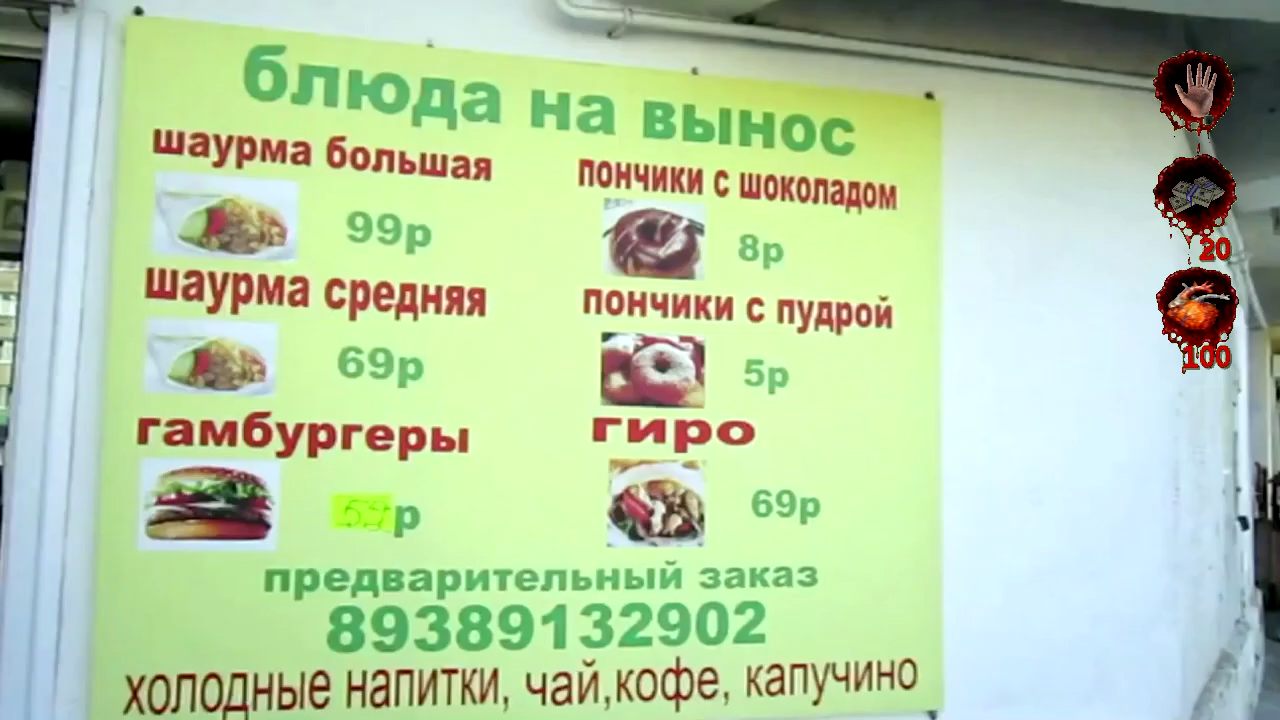 блюда на вынос
шаурма большая
99р
шаурма средняя
69р
гамбургеры
59р
пончики с шоколадом
8р
пончики с пудрой
5р
гиро
69р
предварительный заказ
89389132902
холодные напитки, чай,кофе, капучино
20
100